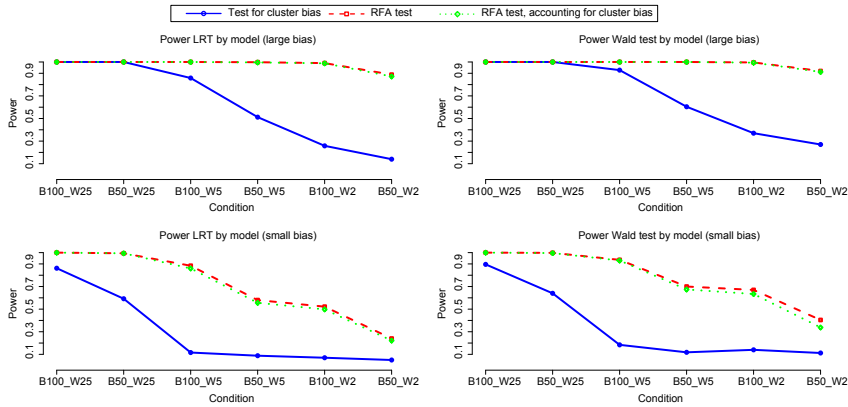 Test for cluster bias
RFA test
RFA test, accounting for cluster bias
Power LRT by model (large bias)
Power
0.1 0.3 0.5 0.7 0.9
B100_W25 B50_W25 B100_W5 B50_W5 B100_W2 B50_W2
Condition
Power Wald test by model (large bias)
Power
0.1 0.3 0.5 0.7 0.9
B100_W25 B50_W25 B100_W5 B50_W5 B100_W2 B50_W2
Condition
Power LRT by model (small bias)
Power
0.1 0.3 0.5 0.7 0.9
B100_W25 B50_W25 B100_W5 B50_W5 B100_W2 B50_W2
Condition
Power Wald test by model (small bias)
Power
0.1 0.3 0.5 0.7 0.9
B100_W25 B50_W25 B100_W5 B50_W5 B100_W2 B50_W2
Condition